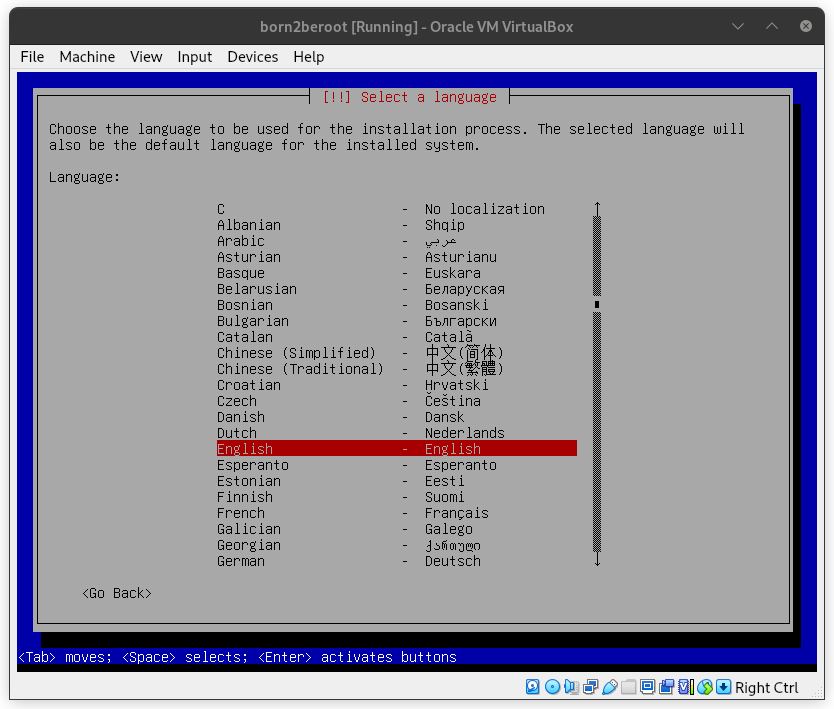 born2beroot [Running] - Oracle VM VirtualBox
File Machine View Input Devices Help
[!!] Select a language
Choose the language to be used for the installation process. The selected language will
also be the default language for the installed system.
Language:
C - No localization
Albanian - Shqip
Arabic - عربي
Asturian - Asturianu
Basque - Euskara
Belarusian - Беларуская
Bosnian - Bosanski
Bulgarian - Български
Catalan - Català
Chinese (Simplified) - 中文(简体)
Chinese (Traditional) - 中文(繁體)
Croatian - Hrvatski
Czech - Čeština
Danish - Dansk
Dutch - Nederlands
English - English
Esperanto - Esperanto
Estonian - Eesti
Finnish - Suomi
French - Français
Galician - Galego
Georgian - ქართული
German - Deutsch
<Go Back>
<Tab> moves; <Space> selects; <Enter> activates buttons
Right Ctrl